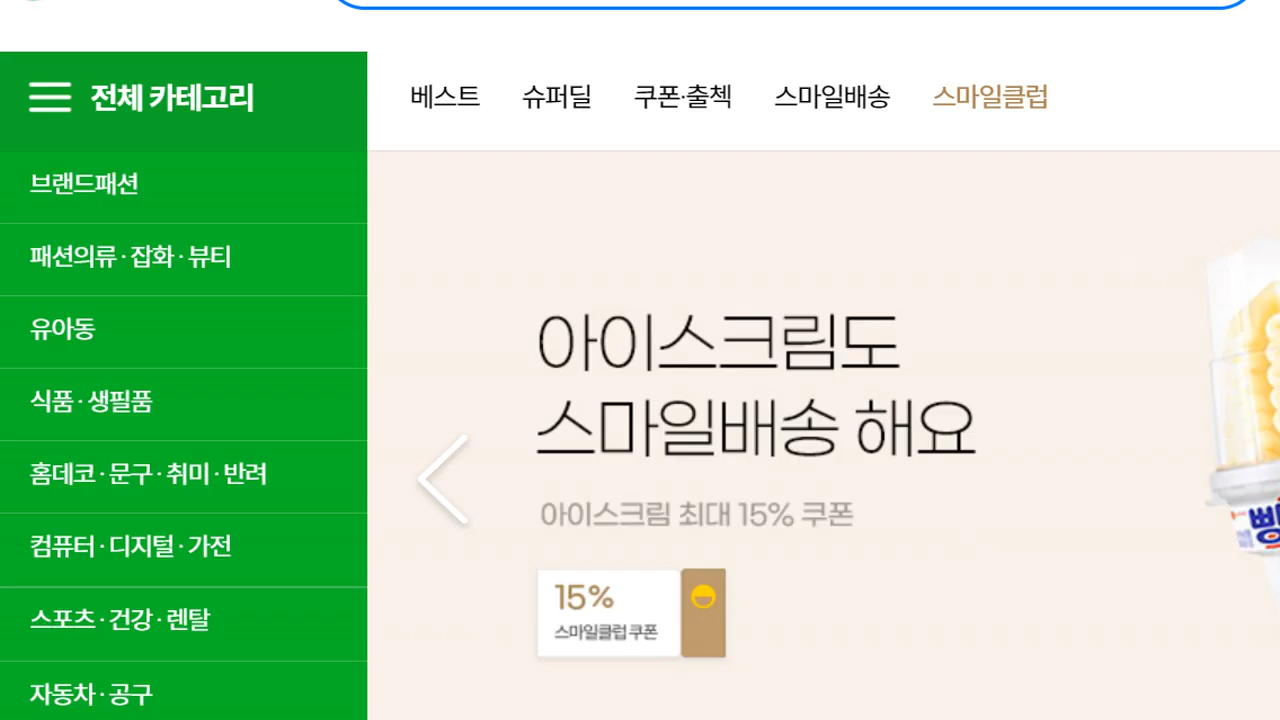 전체 카테고리
베스트 슈퍼딜 쿠폰·출첵 스마일배송 스마일클럽
브랜드패션
패션의류 · 잡화 · 뷰티
유아동
식품 · 생필품
홈데코 · 문구 · 취미 · 반려
컴퓨터 · 디지털 · 가전
스포츠 · 건강 · 렌탈
자동차 · 공구
아이스크림도
스마일배송 해요
아이스크림 최대 15% 쿠폰
15%
스마일클럽 쿠폰